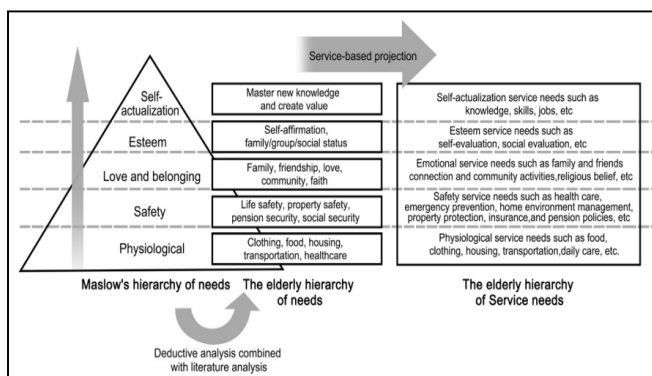 Service-based projection
Self-
actualization
Master new knowledge
and create value
Self-actualization service needs such as
knowledge, skills, jobs, etc
Esteem
Self-affirmation,
family/group/social status
Esteem service needs such as
self-evaluation, social evaluation, etc
Love and belonging
Family, friendship, love,
community, faith
Emotional service needs such as family and friends
connection and community activities,religious belief, etc
Safety
Life safety, property safety,
pension security, social security
Safety service needs such as health care,
emergency prevention, home environment management,
property protection, insurance,and pension policies, etc
Physiological
Clothing, food, housing,
transportation, healthcare
Physiological service needs such as food,
clothing, housing, transportation,daily care, etc.
Maslow's hierarchy of needs
The elderly hierarchy
of needs
The elderly hierarchy
of Service needs
Deductive analysis combined
with literature analysis